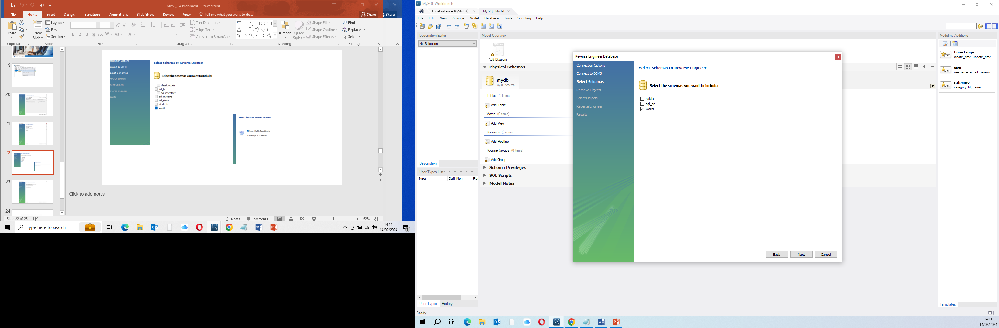 MySQL Assignment - PowerPoint
File Home Insert Design Transitions Animations Slide Show Review View Tell me what you want to do... Share Share
Paste
New
Slide
Layout
Reset
Section
B I U S abc AV Aa A
Text Direction
Align Text
Convert to SmartArt
Arrange
Quick
Styles
Shape Fill
Shape Outline
Shape Effects
Find
Replace
Select
Clipboard Slides Font Paragraph Drawing Editing
19
20
21
22
23
24
nnection Options
nnect to DBMS
elect Schemas
trieve Objects
lect Objects
verse Engineer
sults
Select Schemas to Reverse Engineer
Select the schemas you want to include:
classicmodels
sql_hr
sql_inventory
sql_invoicing
sql_store
students
world
Select Objects to Reverse Engineer
Import MySQL Table Objects
3 Total Objects, 3 Selected
Click to add notes
Slide 22 of 25 Notes Comments 62%
Type here to search
14:11
14/02/2024
1
MySQL Workbench
Local instance MySQL80 MySQL Model
File Edit View Arrange Model Database Tools Scripting Help
Description Editor
No Selection
Description
User Types List
Type Definition Fla
User Types History
Ready
Model Overview
Add Diagram
Physical Schemas
mydb
MySQL Schema
Tables (0 items)
Add Table
Views (0 items)
Add View
Routines (0 items)
Add Routine
Routine Groups (0 items)
Add Group
Schema Privileges
SQL Scripts
Model Notes
Reverse Engineer Database
Connection Options
Connect to DBMS
Select Schemas
Retrieve Objects
Select Objects
Reverse Engineer
Results
Select Schemas to Reverse Engineer
Select the schemas you want to include:
sakila
sql_hr
world
Back Next Cancel
Modeling Additions
timestamps
create_time, update_time
user
username, email, passwo...
category
category_id, name
Templates
14:11
14/02/2024